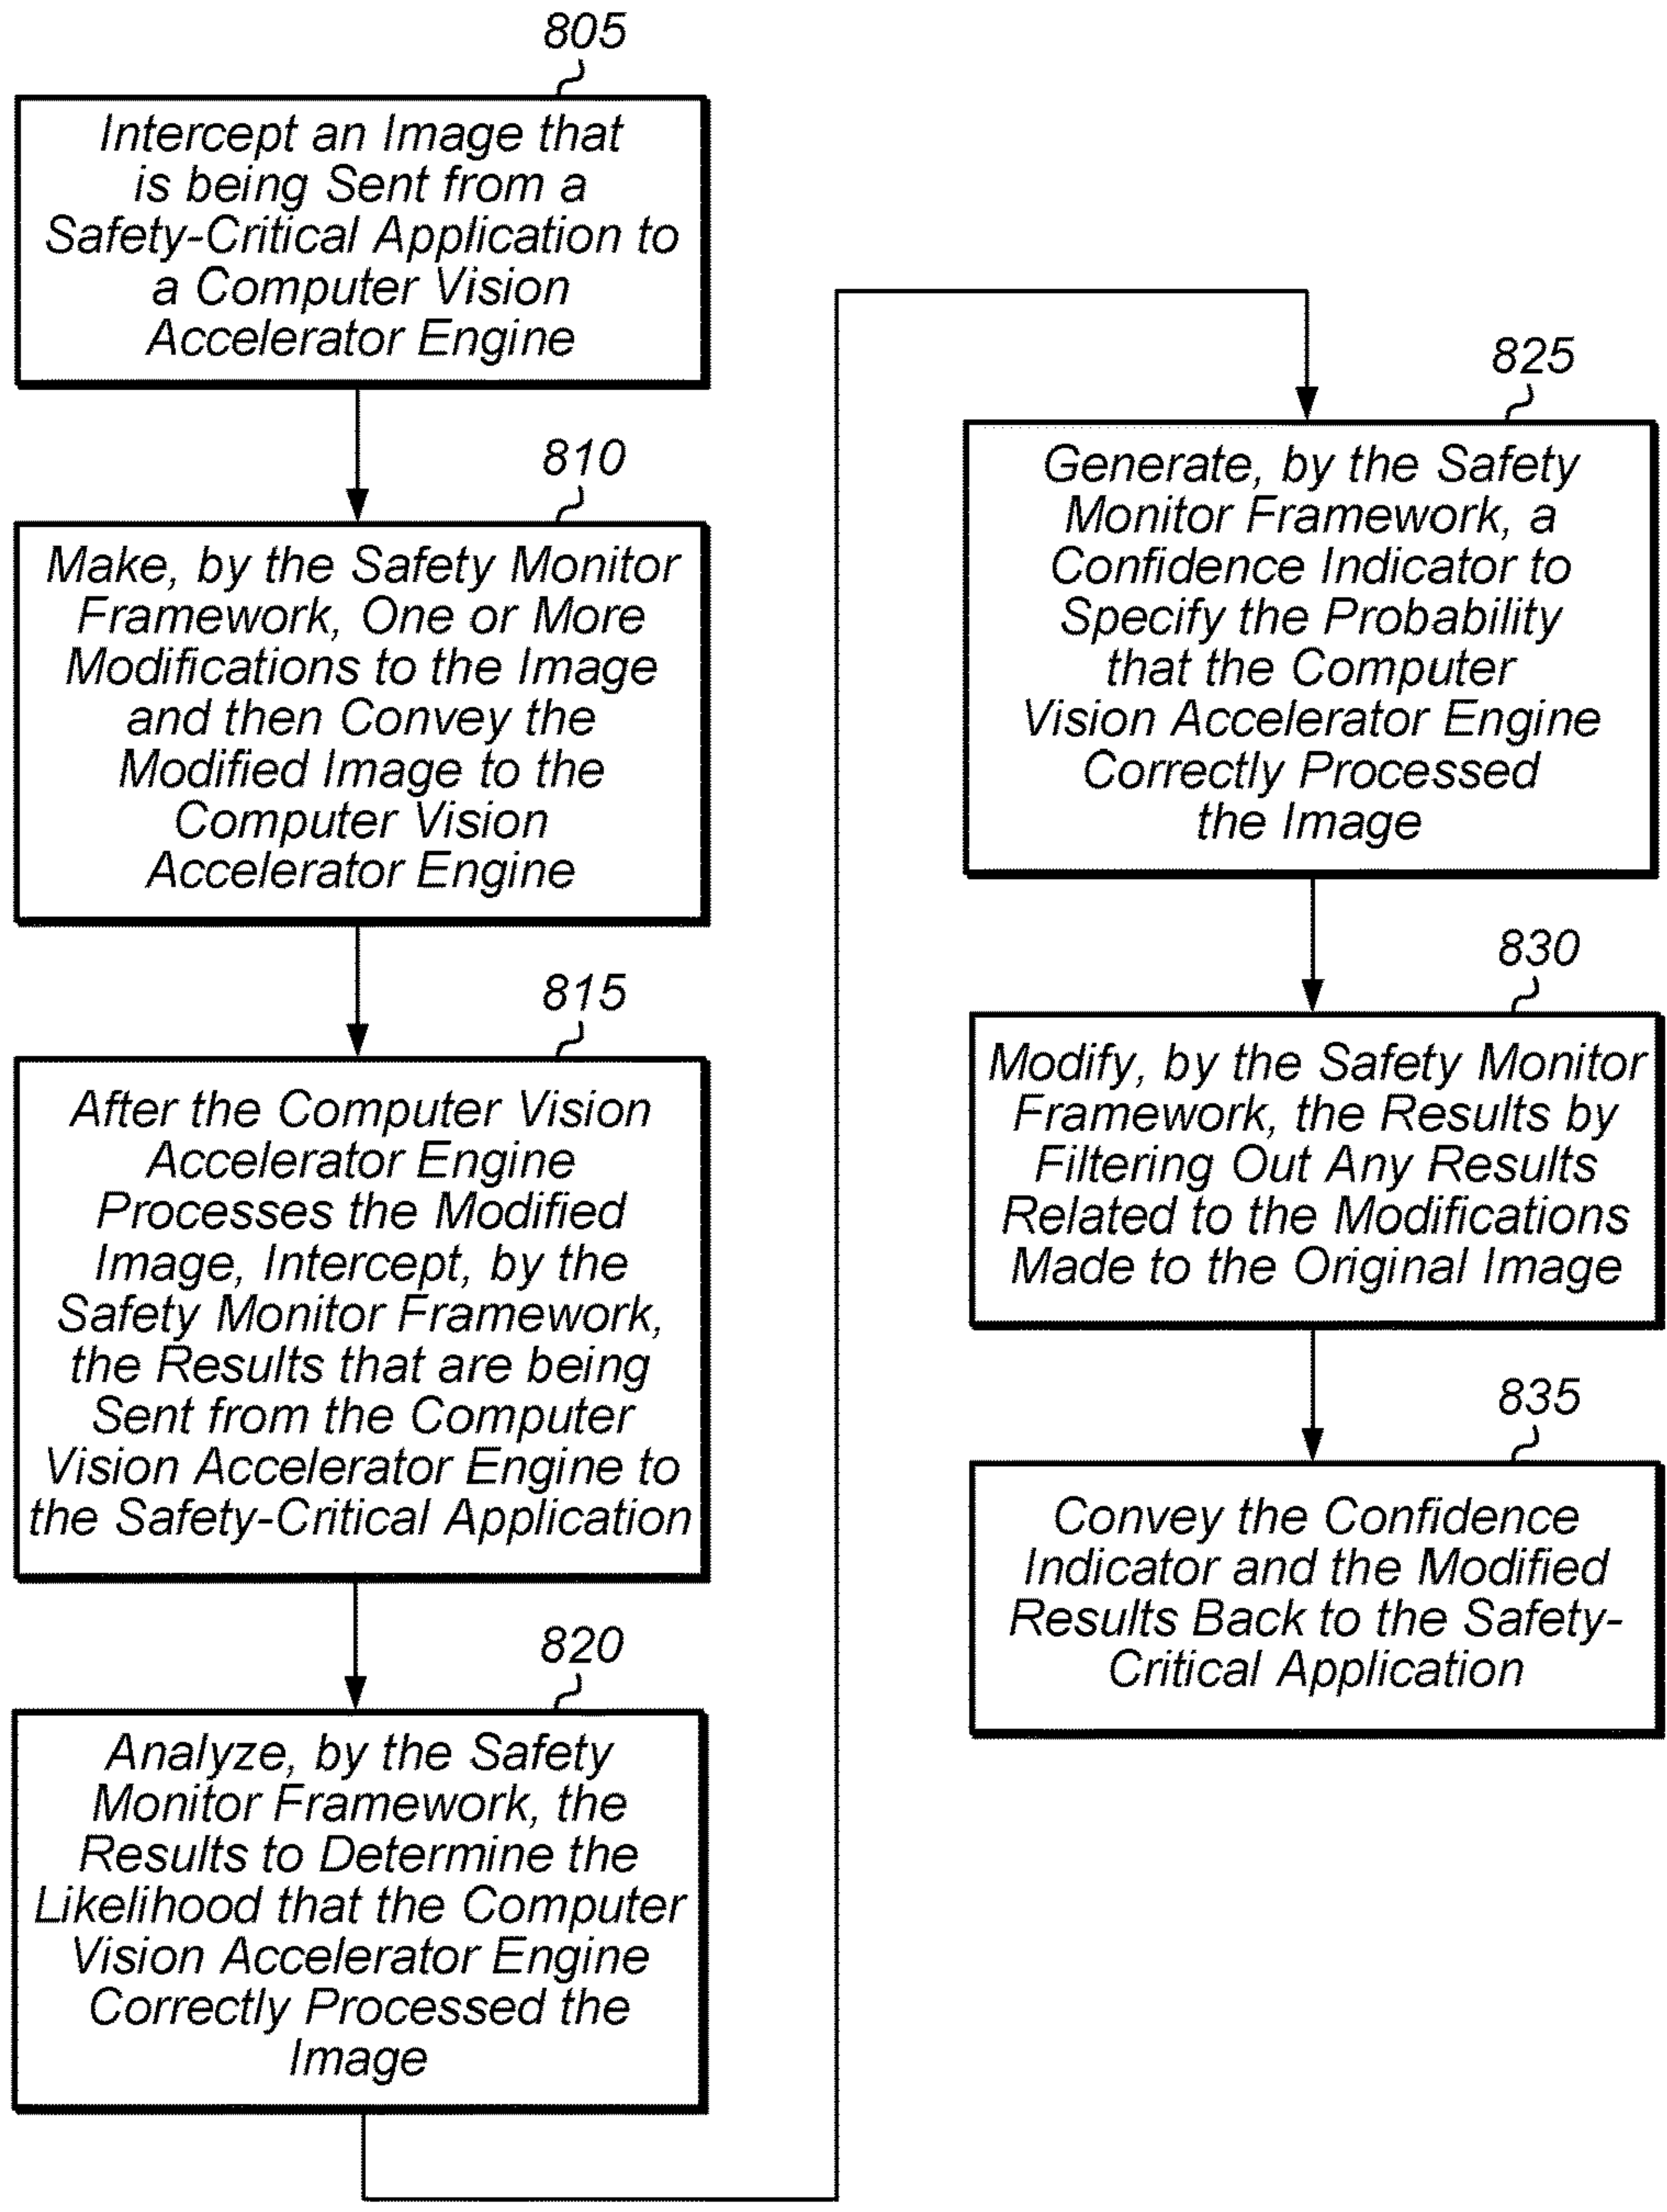 805
Intercept an Image that
is being Sent from a
Safety-Critical Application to
a Computer Vision
Accelerator Engine
810
Make, by the Safety Monitor
Framework, One or More
Modifications to the Image
and then Convey the
Modified Image to the
Computer Vision
Accelerator Engine
815
After the Computer Vision
Accelerator Engine
Processes the Modified
Image, Intercept, by the
Safety Monitor Framework,
the Results that are being
Sent from the Computer
Vision Accelerator Engine to
the Safety-Critical Application
820
Analyze, by the Safety
Monitor Framework, the
Results to Determine the
Likelihood that the Computer
Vision Accelerator Engine
Correctly Processed the
Image
825
Generate, by the Safety
Monitor Framework, a
Confidence Indicator to
Specify the Probability
that the Computer
Vision Accelerator Engine
Correctly Processed
the Image
830
Modify, by the Safety Monitor
Framework, the Results by
Filtering Out Any Results
Related to the Modifications
Made to the Original Image
835
Convey the Confidence
Indicator and the Modified
Results Back to the Safety-
Critical Application